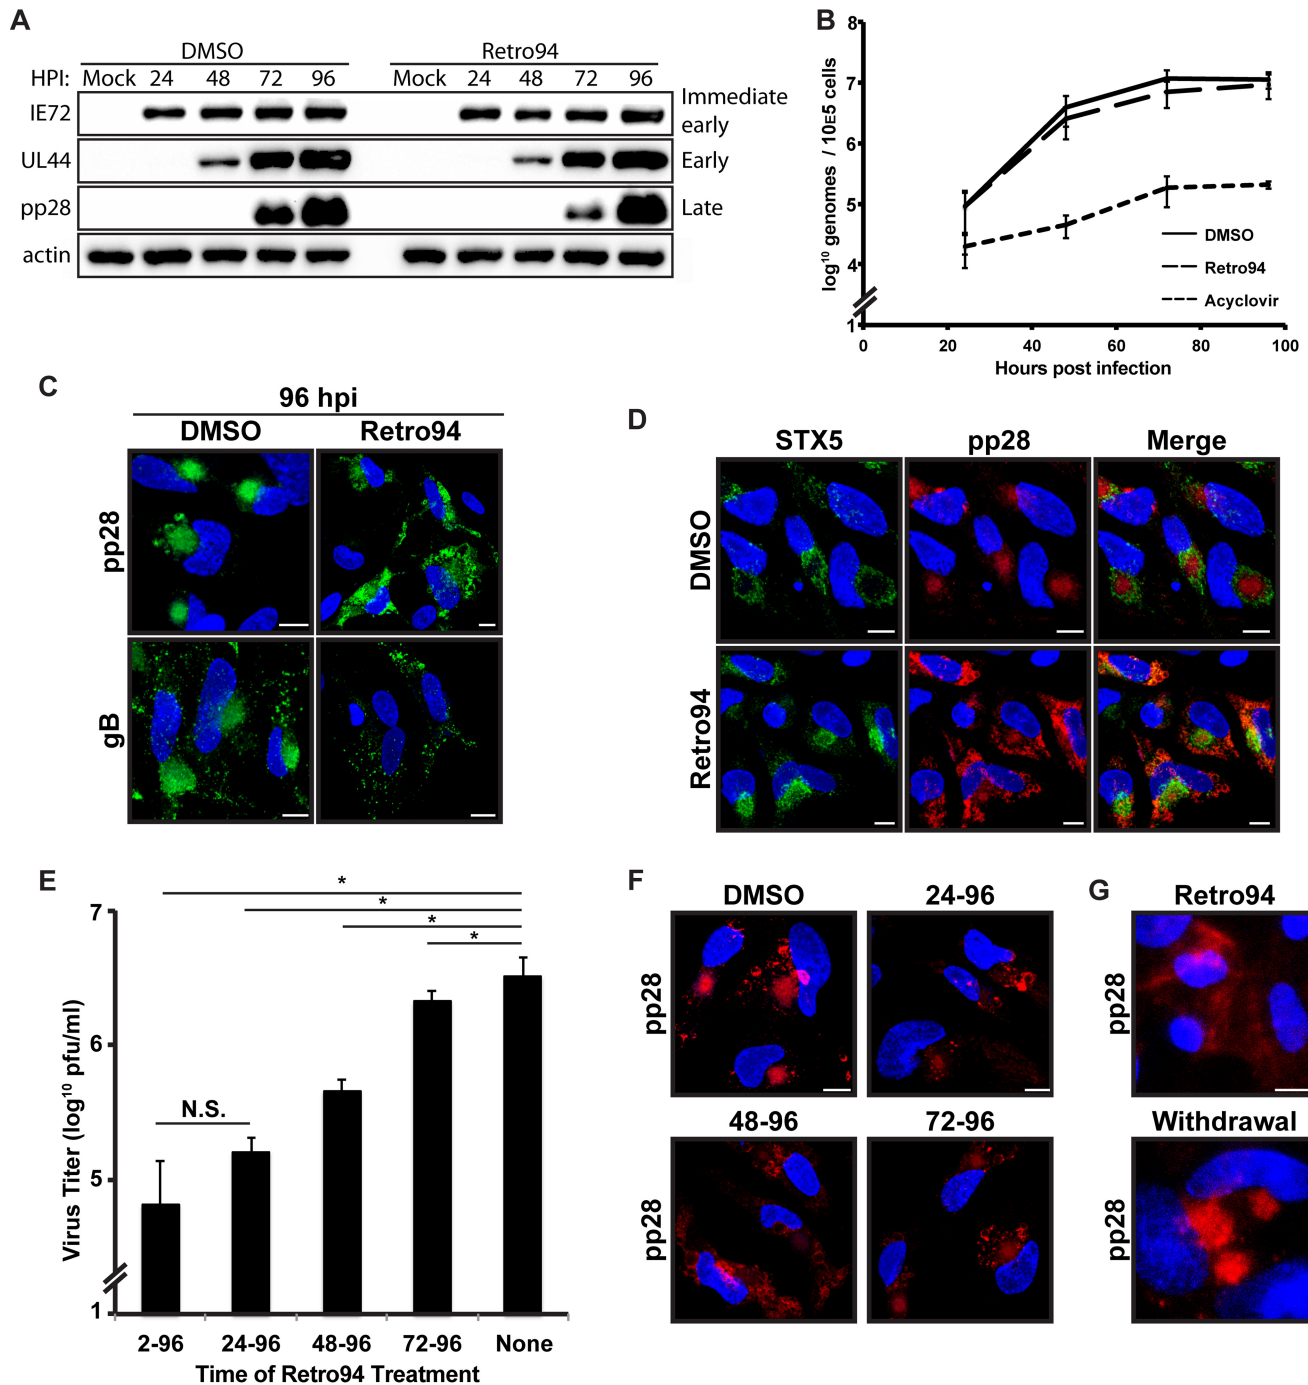 A
DMSO
Retro94
HPI: Mock 24 48 72 96 Mock 24 48 72 96
IE72
Immediate early
UL44
Early
pp28
Late
actin
B
log¹⁰ genomes / 10E5 cells
8
7
6
5
4
1
0 20 40 60 80 100
Hours post infection
DMSO
Retro94
Acyclovir
C
96 hpi
DMSO Retro94
pp28
gB
D
STX5 pp28 Merge
DMSO
Retro94
E
Virus Titer (log¹⁰ pfu/ml)
7
6
5
1
* 
*
*
*
N.S.
2-96 24-96 48-96 72-96 None
Time of Retro94 Treatment
F
DMSO 24-96
pp28
48-96 72-96
pp28
G
Retro94
pp28
Withdrawal
pp28